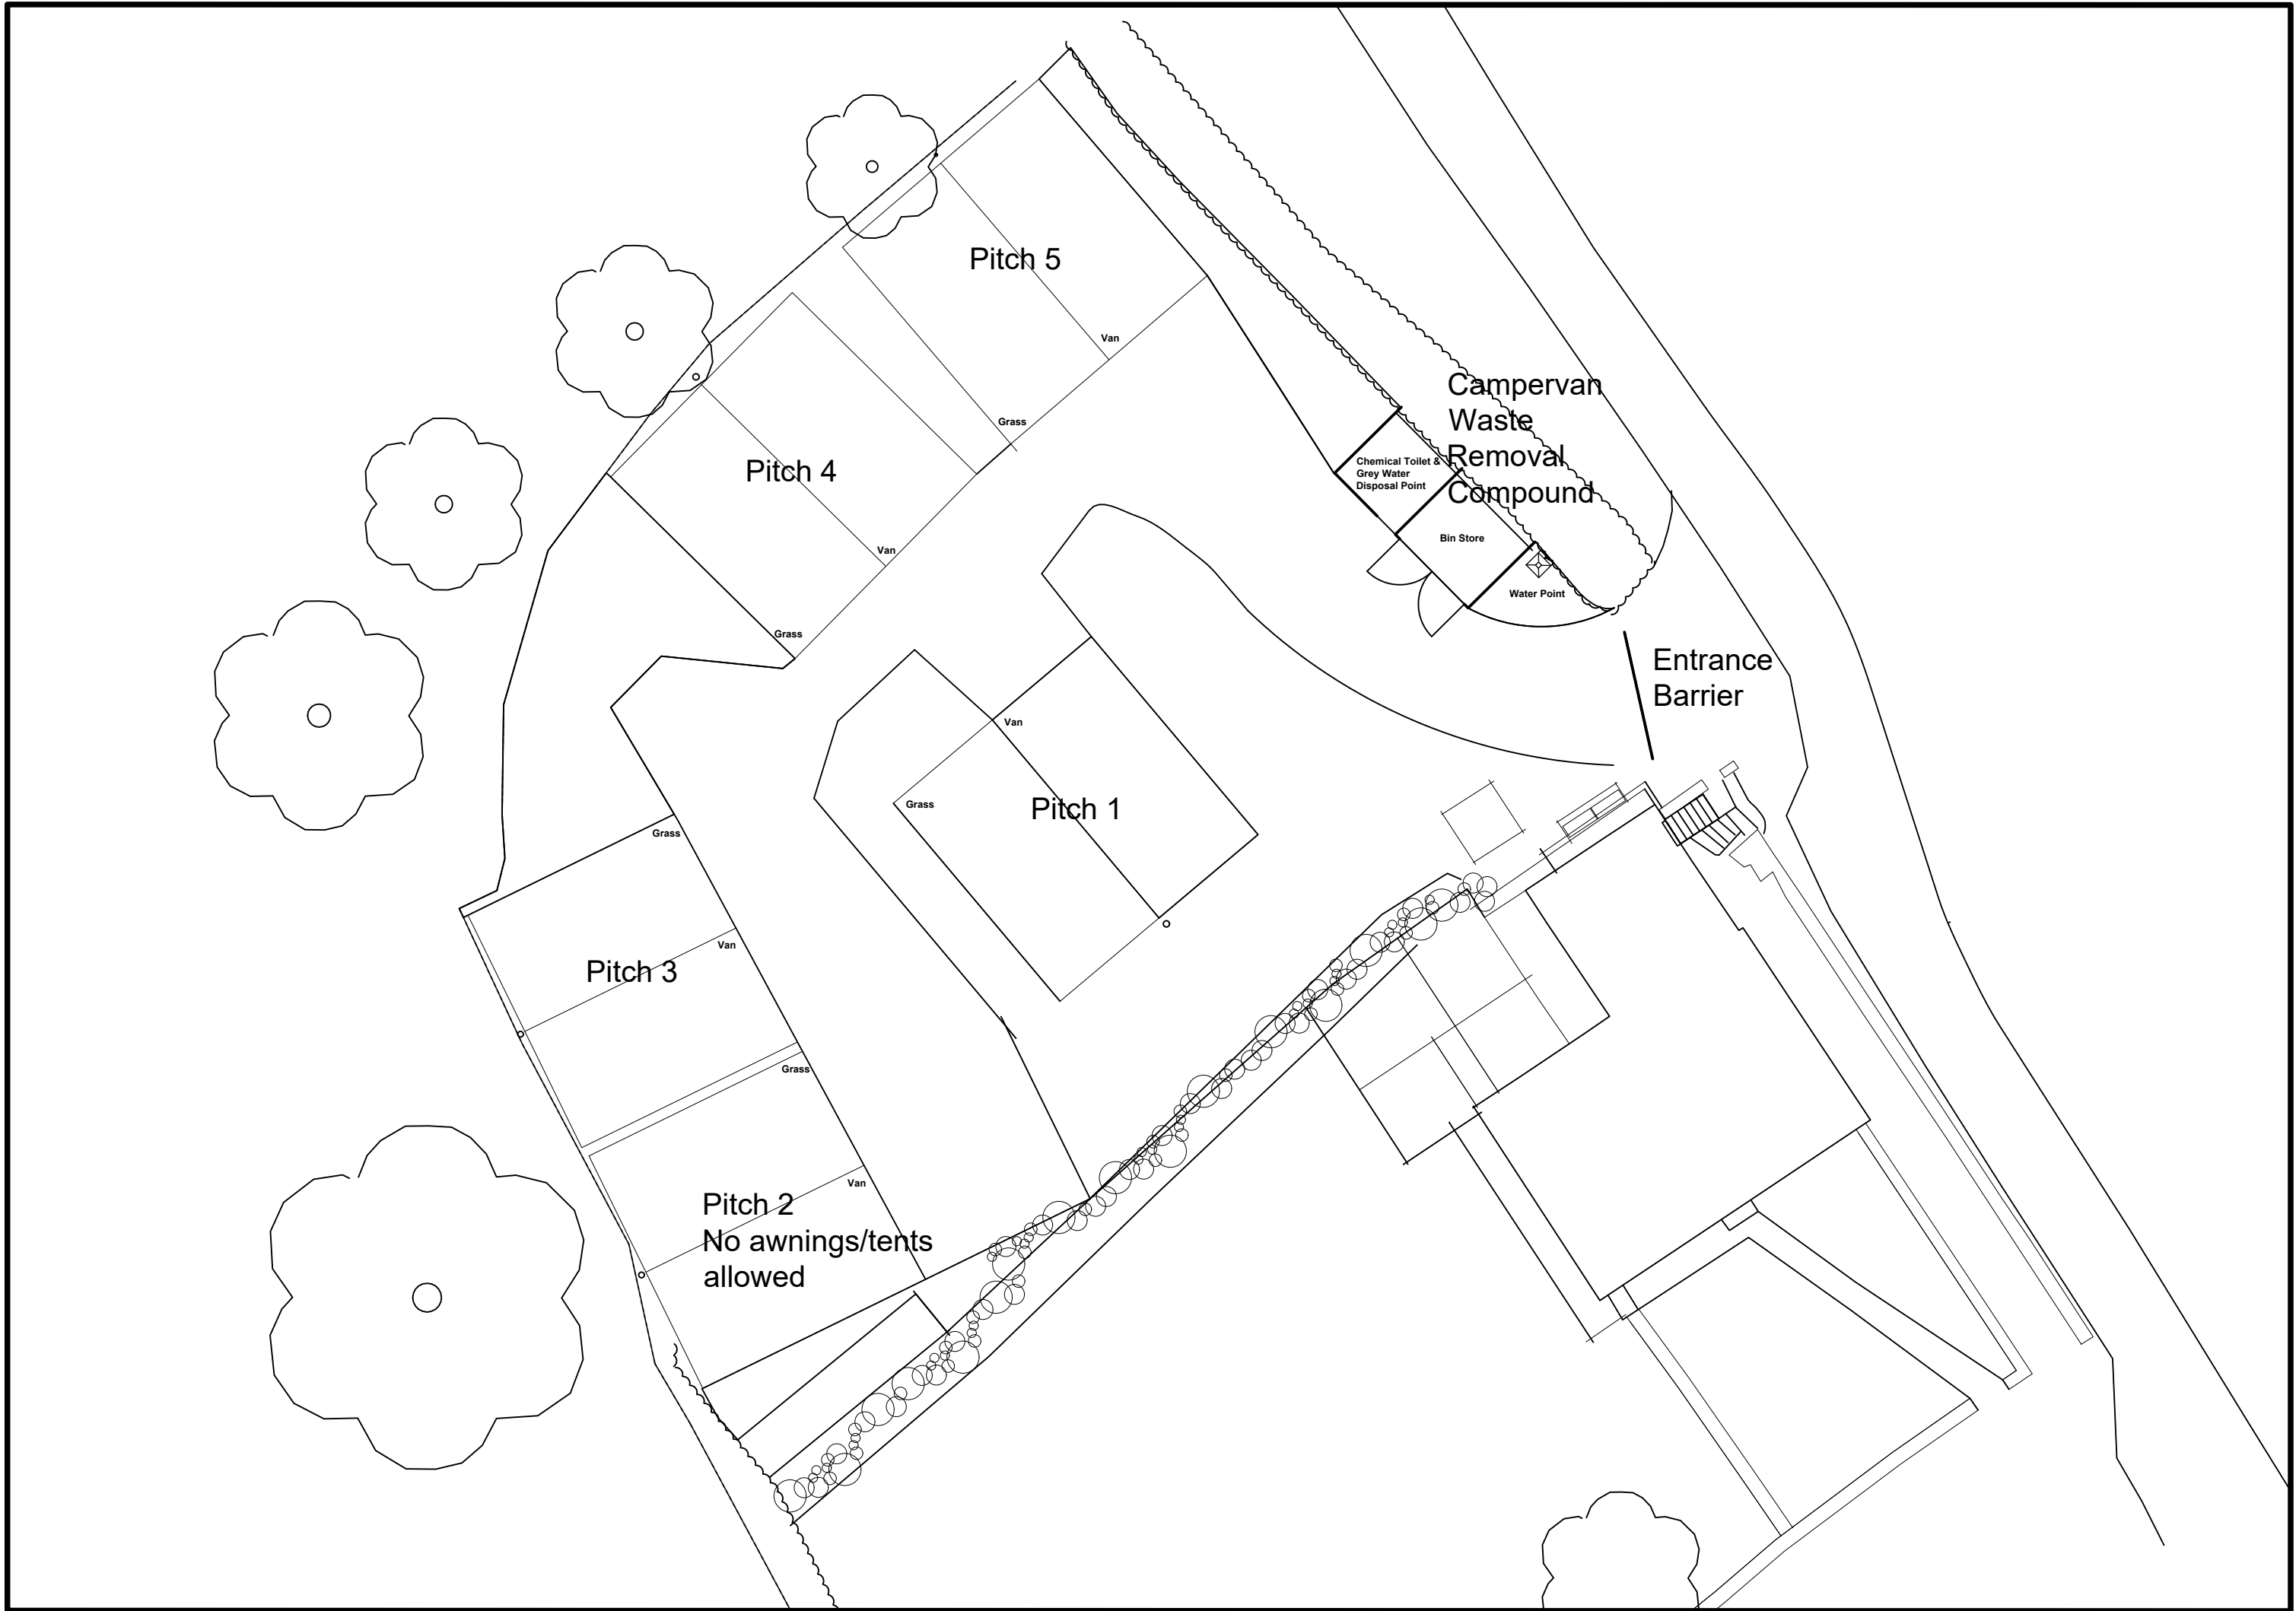 Pitch 5
Van
Grass
Campervan
Waste
Removal
Compound
Chemical Toilet &
Grey Water
Disposal Point
Bin Store
Water Point
Pitch 4
Van
Grass
Entrance
Barrier
Van
Grass
Pitch 1
Grass
Van
Pitch 3
Grass
Van
Pitch 2
No awnings/tents
allowed